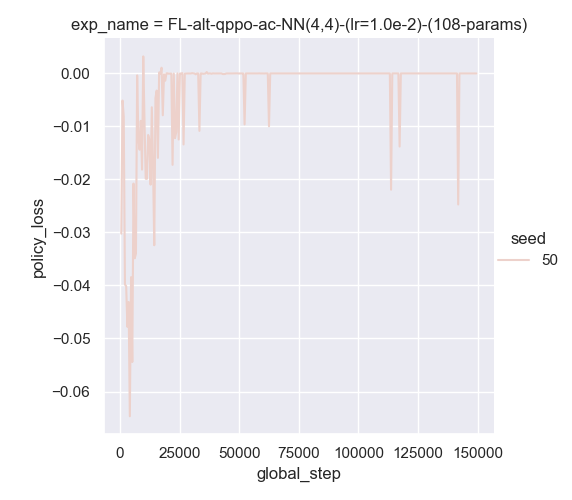 exp_name = FL-alt-qppo-ac-NN(4,4)-(lr=1.0e-2)-(108-params)
0.00
−0.01
−0.02
−0.03
−0.04
−0.05
−0.06
policy_loss
0 25000 50000 75000 100000 125000 150000
global_step
seed
50